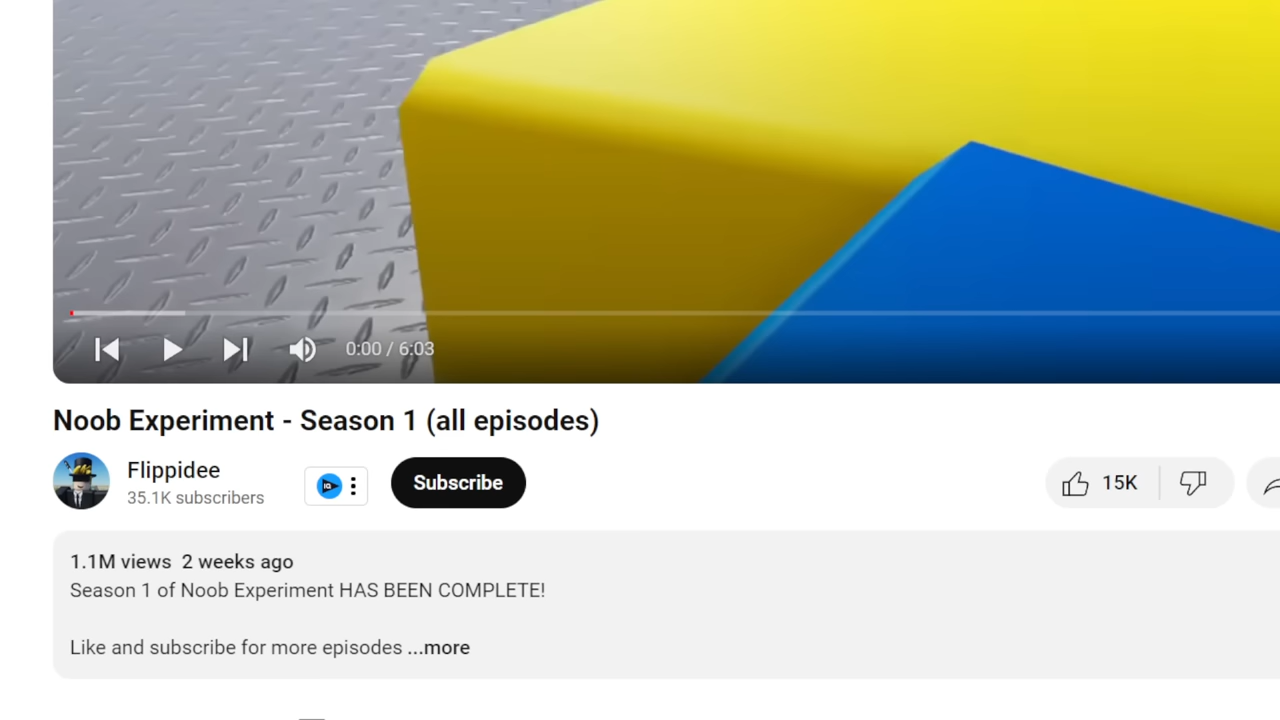 0:00 / 6:03
Noob Experiment - Season 1 (all episodes)
Flippidee
35.1K subscribers
IQ
Subscribe
15K
1.1M views 2 weeks ago
Season 1 of Noob Experiment HAS BEEN COMPLETE!
Like and subscribe for more episodes ...more